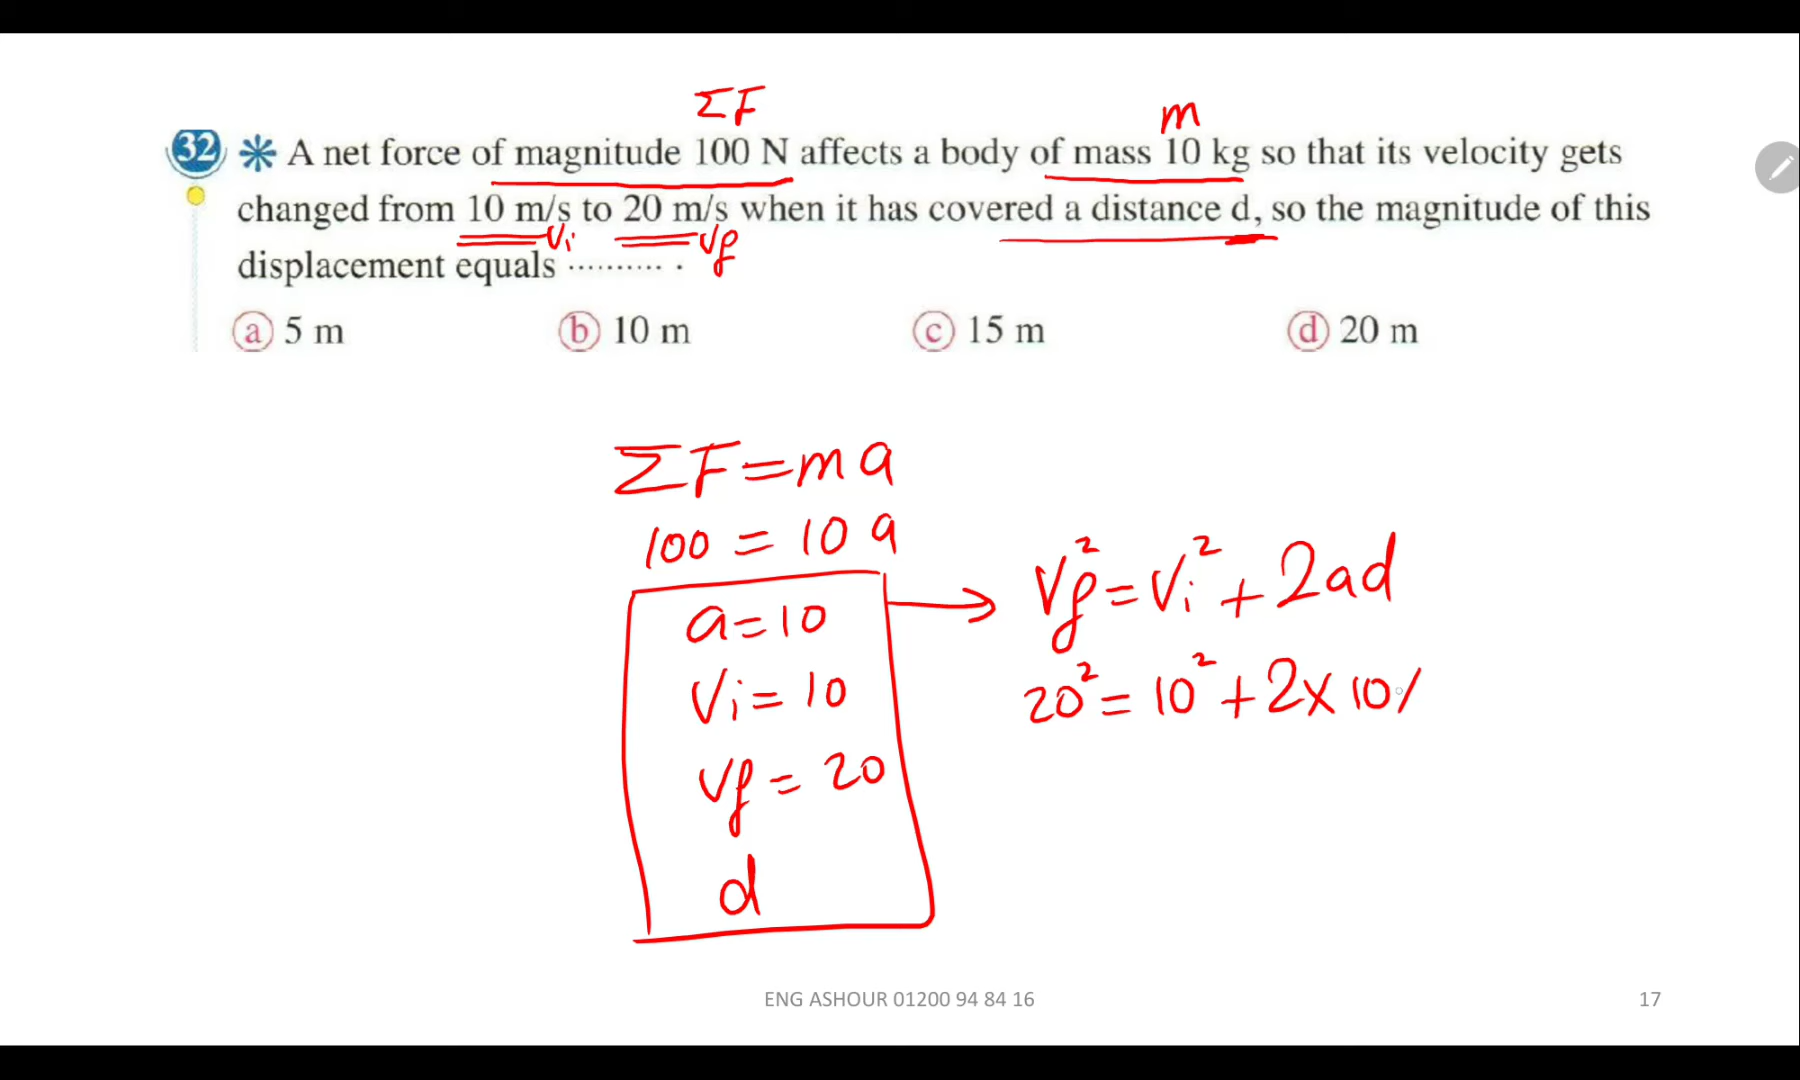 ΣF
m
32 * A net force of magnitude 100 N affects a body of mass 10 kg so that its velocity gets
changed from 10 m/s to 20 m/s when it has covered a distance d, so the magnitude of this
Vi
Vf
displacement equals .......... .
a 5 m b 10 m c 15 m d 20 m
ΣF = m a
100 = 10 a
a = 10
Vi = 10
Vf = 20
d
Vf² = Vi² + 2ad
20² = 10² + 2 × 10
ENG ASHOUR 01200 94 84 16
17